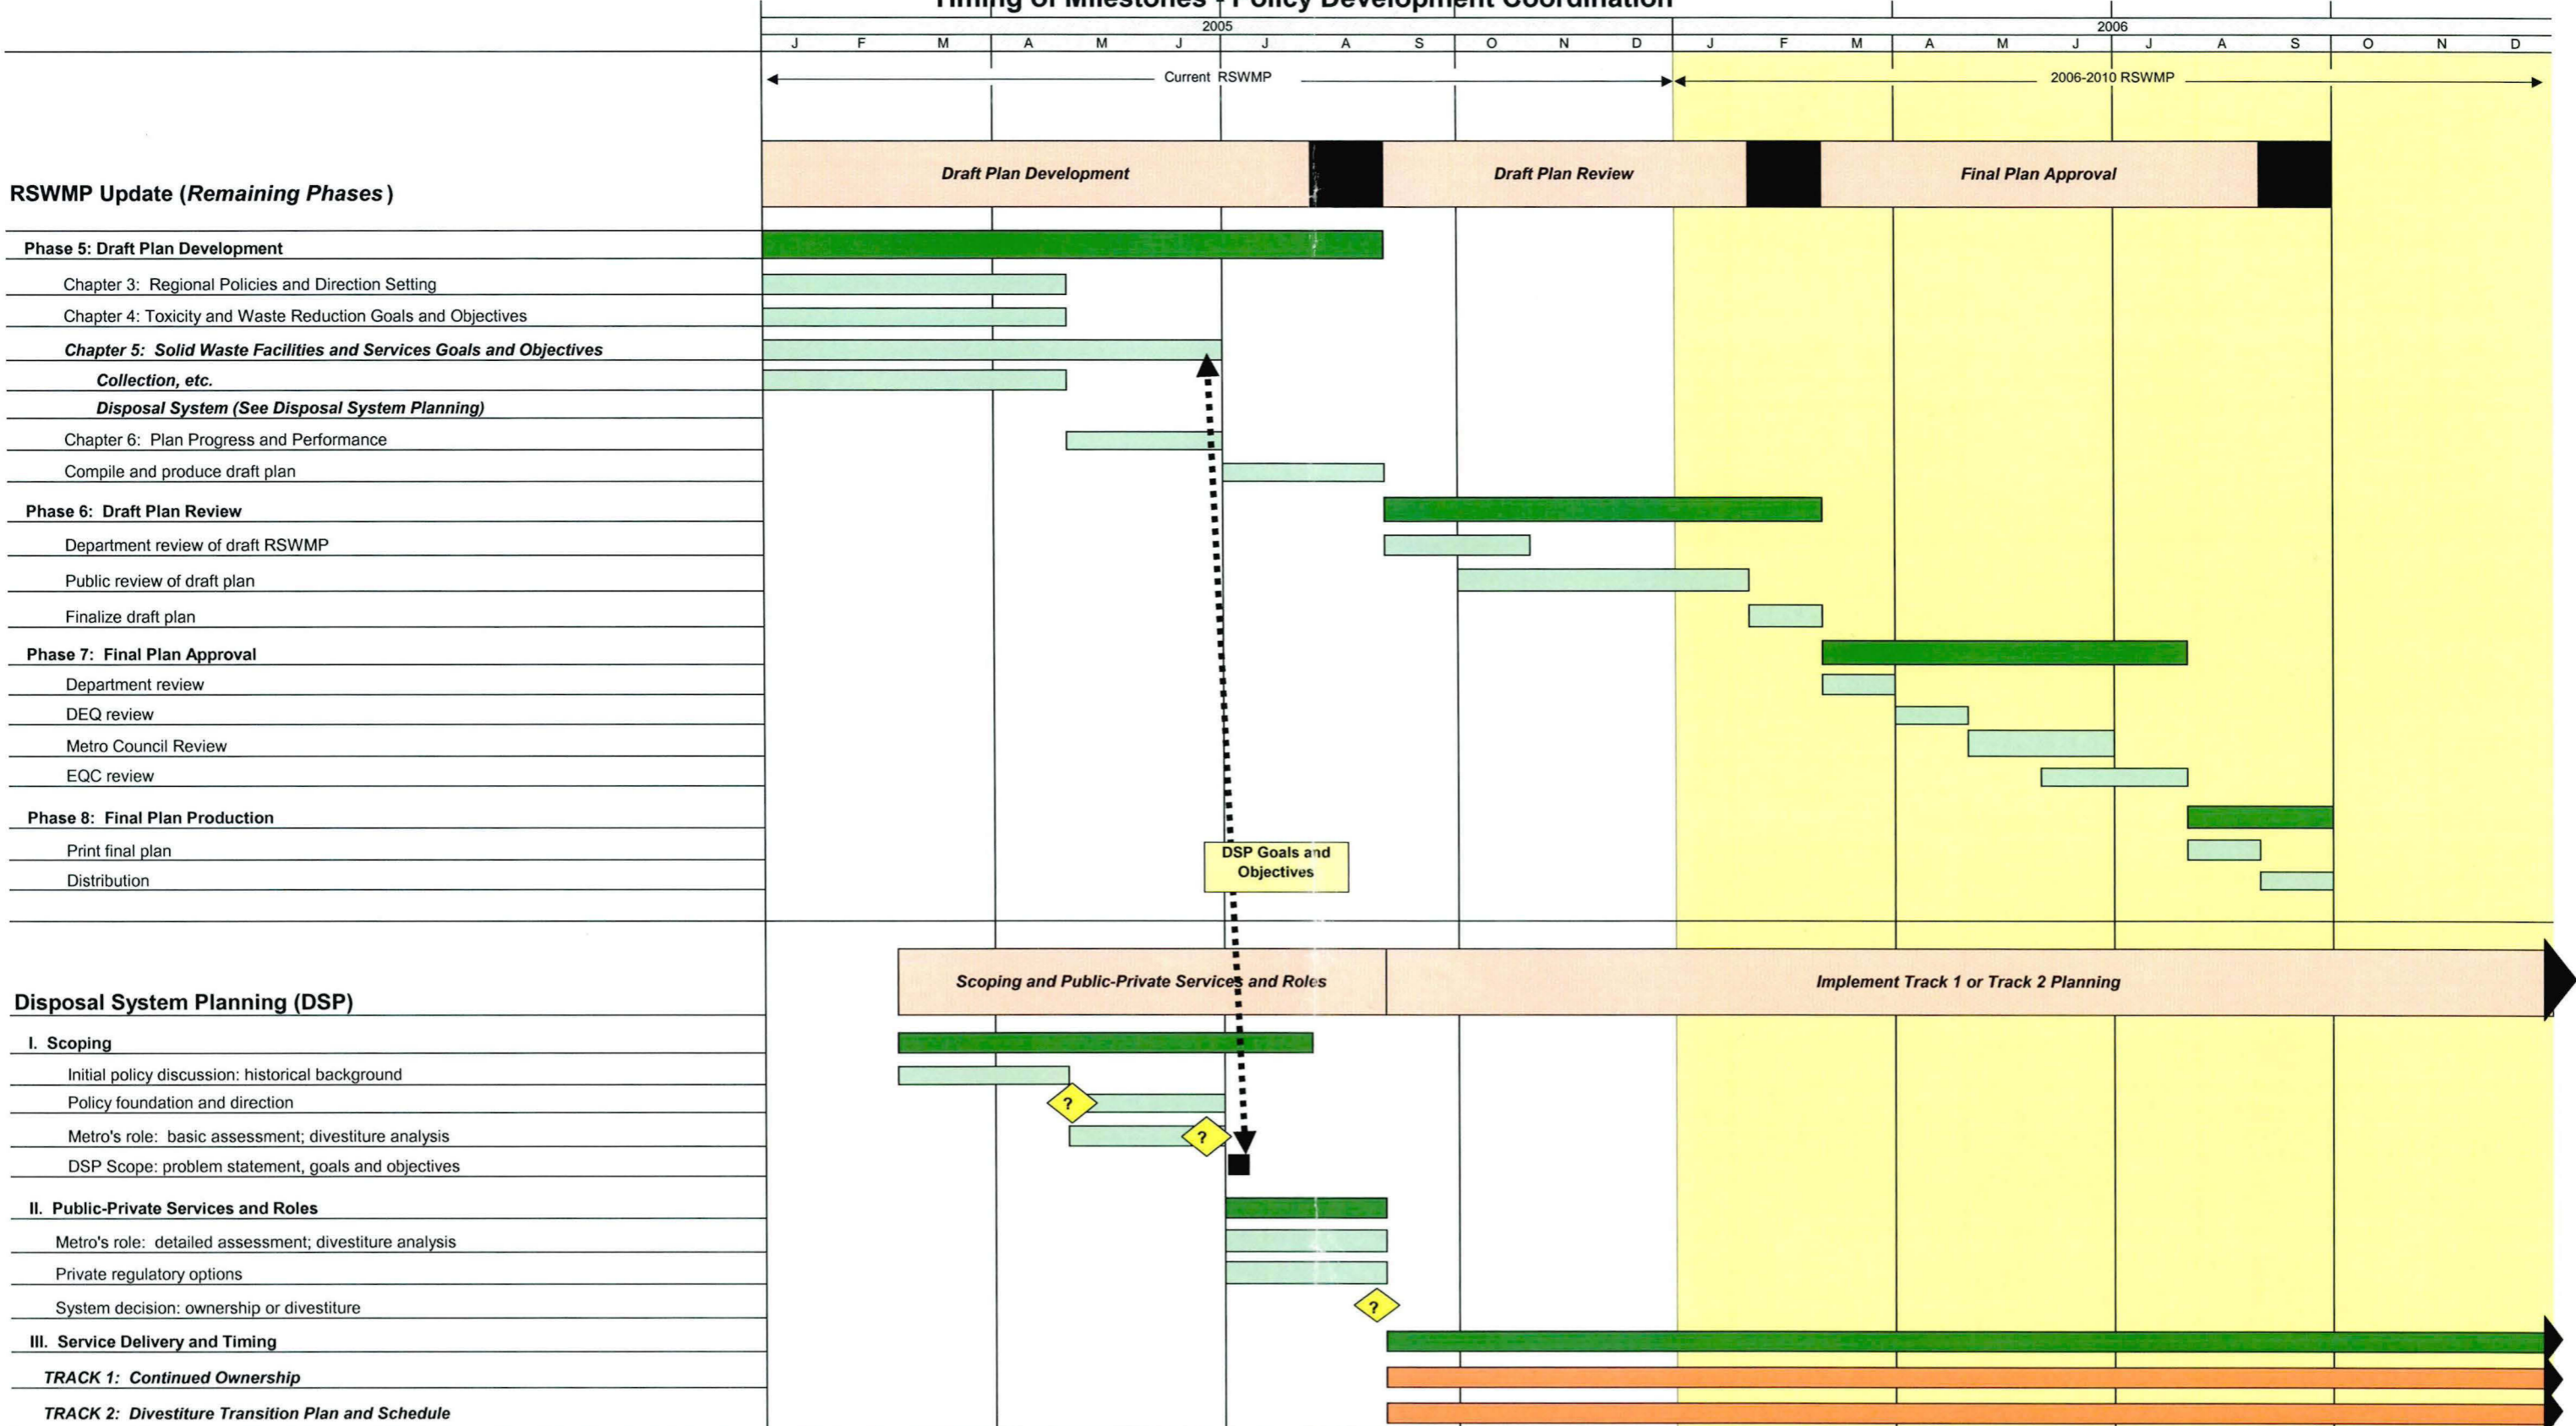 Timing of Milestones - Policy Development Coordination
2005 2006
J F M A M J J A S O N D J F M A M J J A S O N D
Current RSWMP 2006-2010 RSWMP
Draft Plan Development Draft Plan Review Final Plan Approval
RSWMP Update (Remaining Phases)
Phase 5: Draft Plan Development
Chapter 3: Regional Policies and Direction Setting
Chapter 4: Toxicity and Waste Reduction Goals and Objectives
Chapter 5: Solid Waste Facilities and Services Goals and Objectives
Collection, etc.
Disposal System (See Disposal System Planning)
Chapter 6: Plan Progress and Performance
Compile and produce draft plan
Phase 6: Draft Plan Review
Department review of draft RSWMP
Public review of draft plan
Finalize draft plan
Phase 7: Final Plan Approval
Department review
DEQ review
Metro Council Review
EQC review
Phase 8: Final Plan Production
Print final plan
DSP Goals and
Objectives
Distribution
Scoping and Public-Private Services and Roles Implement Track 1 or Track 2 Planning
Disposal System Planning (DSP)
I. Scoping
Initial policy discussion: historical background
Policy foundation and direction ?
Metro's role: basic assessment; divestiture analysis ?
DSP Scope: problem statement, goals and objectives
II. Public-Private Services and Roles
Metro's role: detailed assessment; divestiture analysis
Private regulatory options
System decision: ownership or divestiture ?
III. Service Delivery and Timing
TRACK 1: Continued Ownership
TRACK 2: Divestiture Transition Plan and Schedule